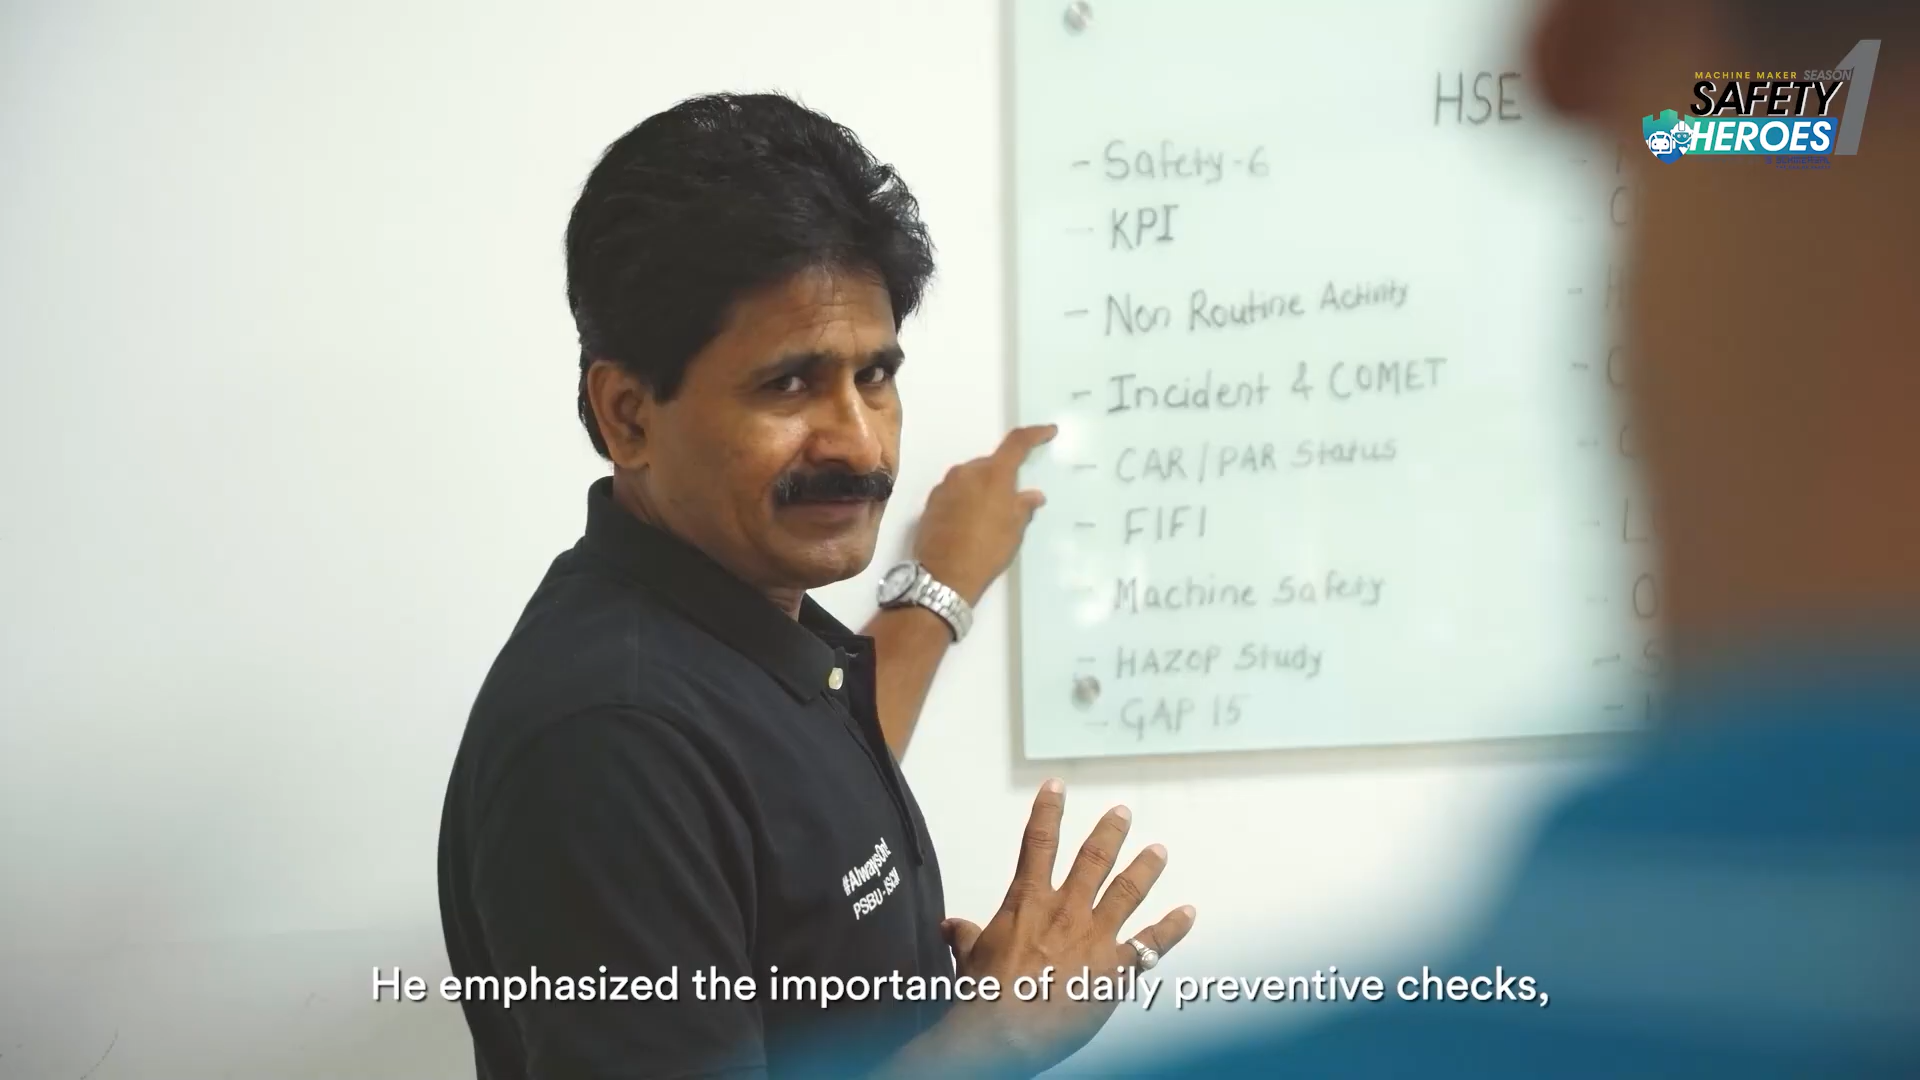 MACHINE MAKER SEASON 1
SAFETY
HEROES
HSE
- Safety-6
- KPI
- Non Routine Activity
- Incident & COMET
- CAR/PAR Status
- FIFI
- Machine Safety
- HAZOP Study
- GAP 15
#AlwaysOn!
He emphasized the importance of daily preventive checks,